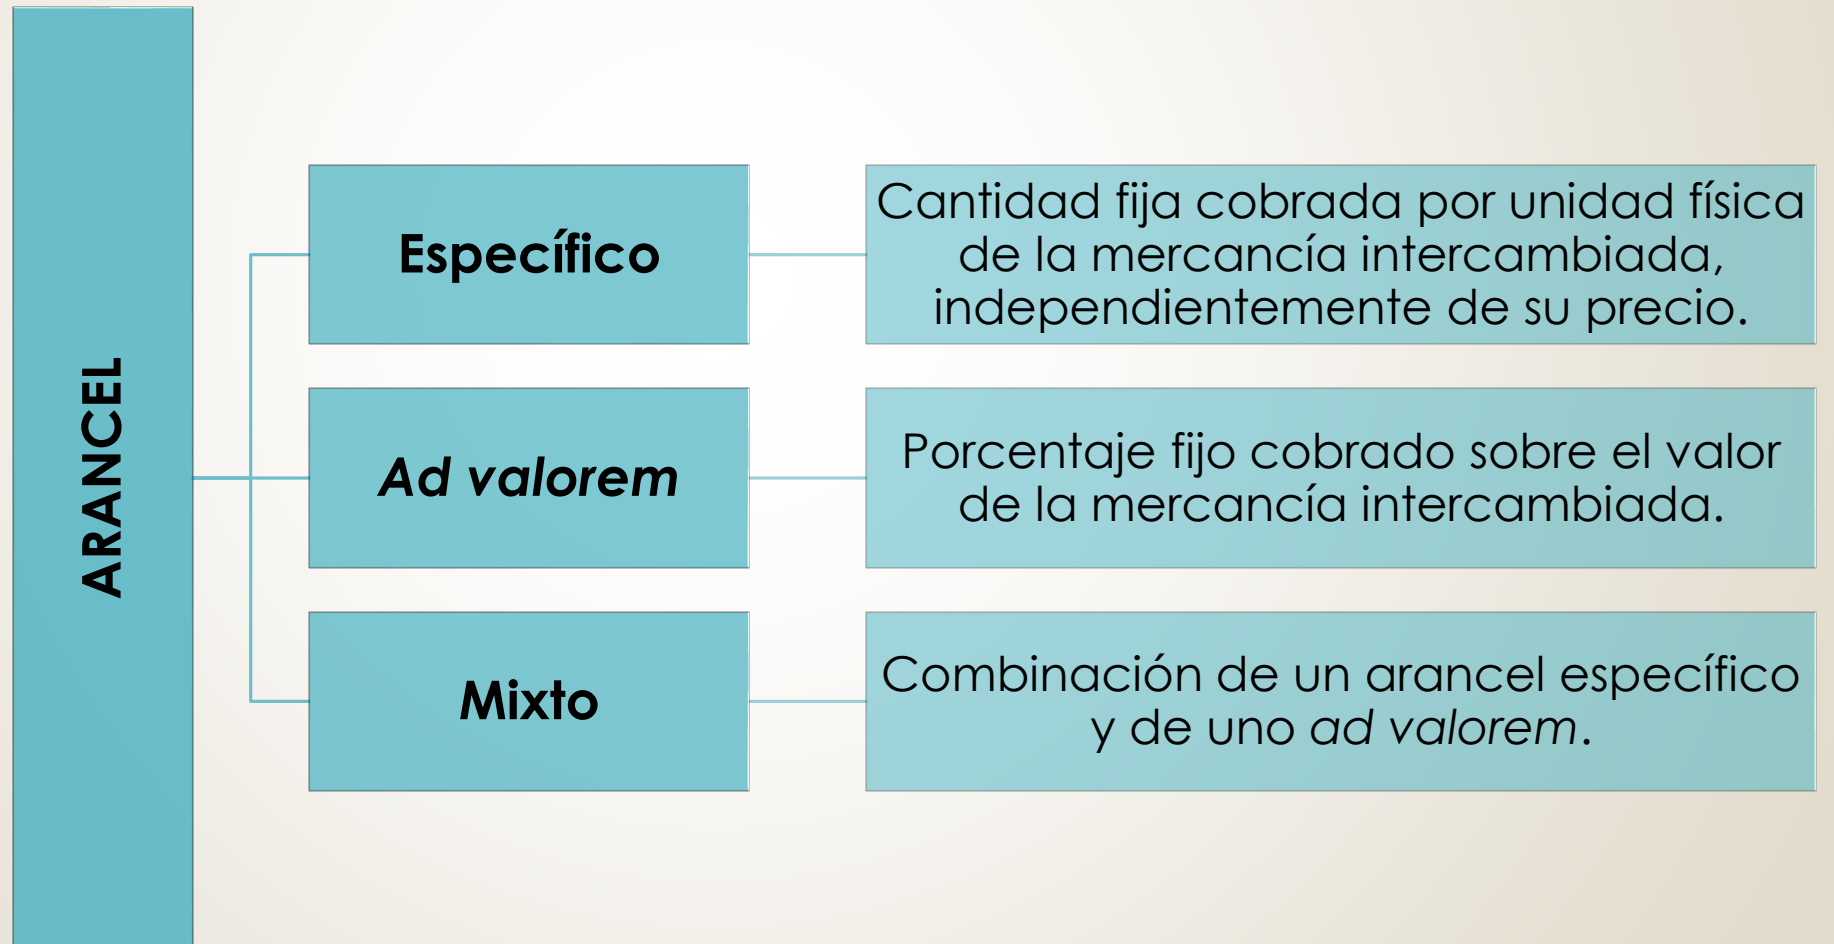 ARANCEL
Específico
Cantidad fija cobrada por unidad física
de la mercancía intercambiada,
independientemente de su precio.
Ad valorem
Porcentaje fijo cobrado sobre el valor
de la mercancía intercambiada.
Mixto
Combinación de un arancel específico
y de uno ad valorem.